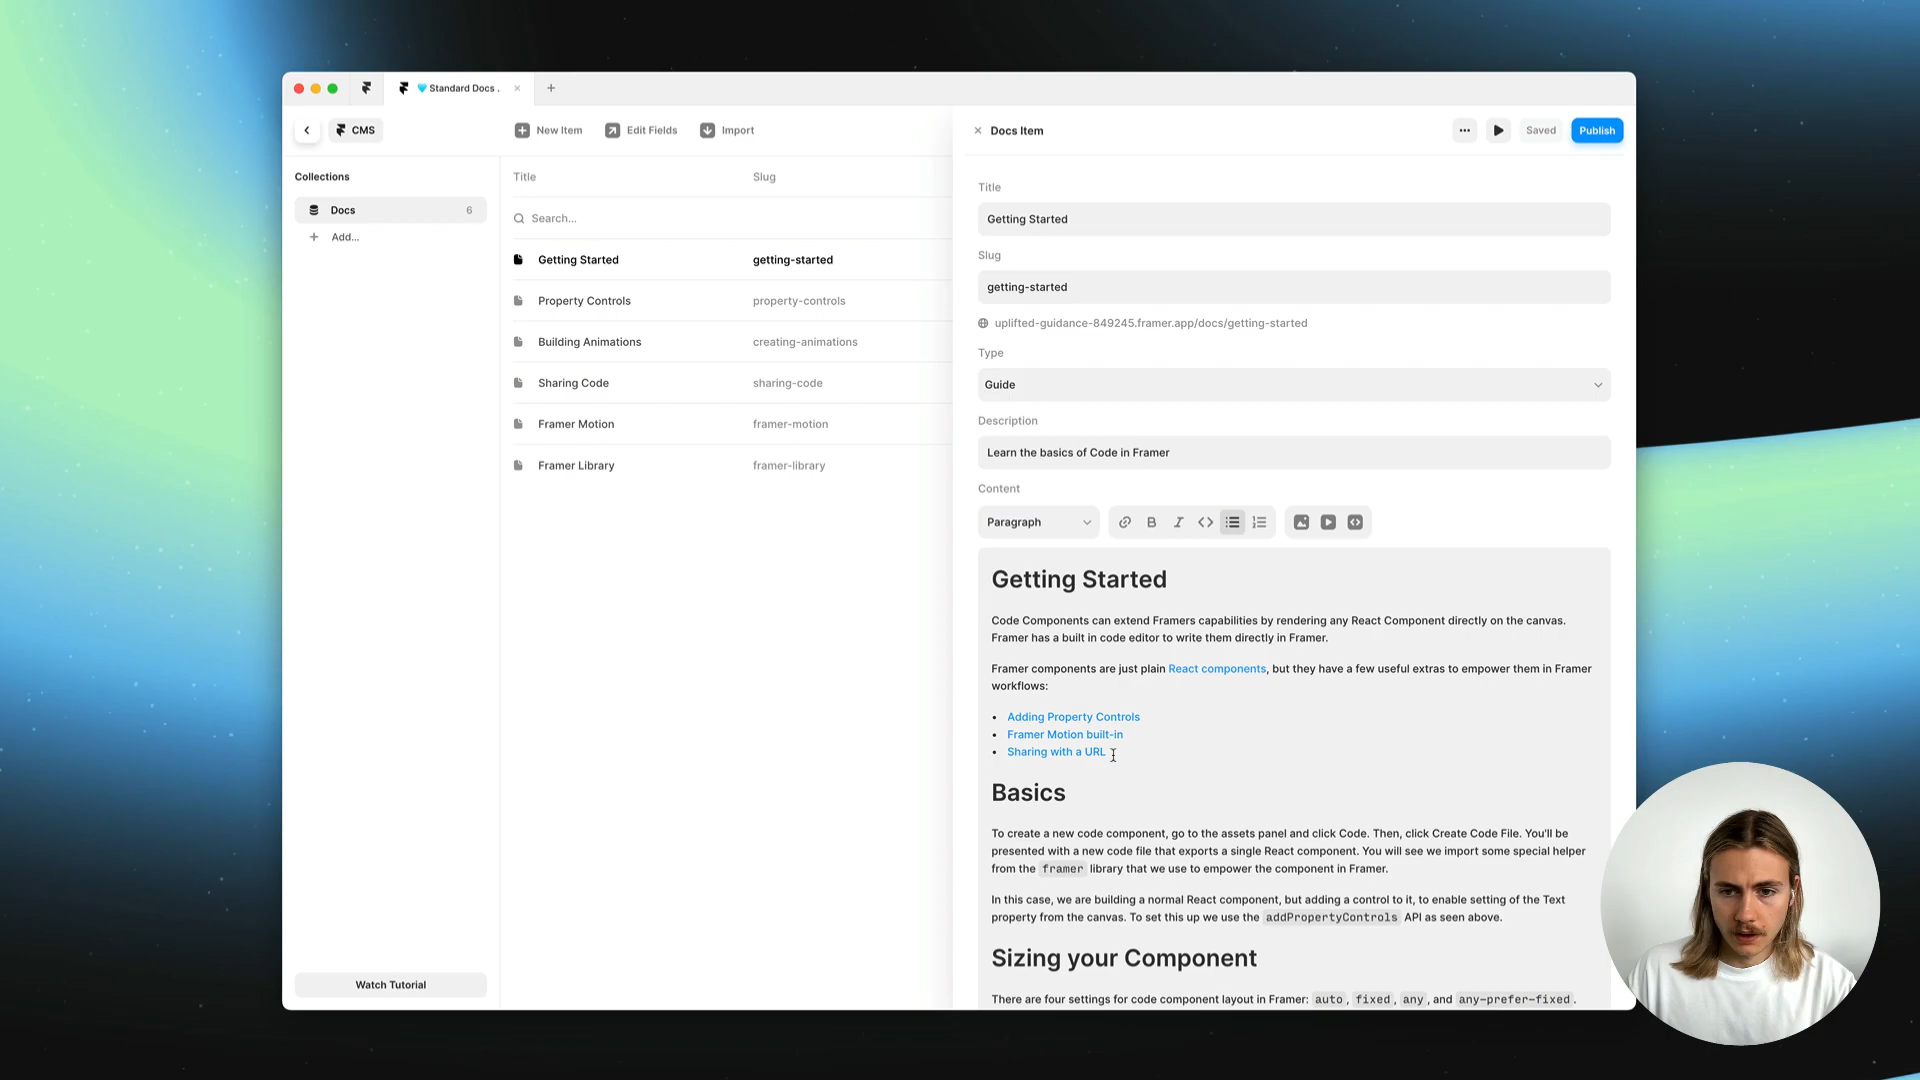 Standard Docs .
CMS
New Item
Edit Fields
Import
Docs Item
Saved
Publish
Collections
Docs
6
Add...
Watch Tutorial
Title
Slug
Search...
Getting Started
getting-started
Property Controls
property-controls
Building Animations
creating-animations
Sharing Code
sharing-code
Framer Motion
framer-motion
Framer Library
framer-library
Title
Getting Started
Slug
getting-started
uplifted-guidance-849245.framer.app/docs/getting-started
Type
Guide
Description
Learn the basics of Code in Framer
Content
Paragraph
B
I
Getting Started
Code Components can extend Framers capabilities by rendering any React Component directly on the canvas.
Framer has a built in code editor to write them directly in Framer.
Framer components are just plain React components, but they have a few useful extras to empower them in Framer
workflows:
• Adding Property Controls
• Framer Motion built-in
• Sharing with a URL
Basics
To create a new code component, go to the assets panel and click Code. Then, click Create Code File. You'll be
presented with a new code file that exports a single React component. You will see we import some special helper
from the framer library that we use to empower the component in Framer.
In this case, we are building a normal React component, but adding a control to it, to enable setting of the Text
property from the canvas. To set this up we use the addPropertyControls API as seen above.
Sizing your Component
There are four settings for code component layout in Framer: auto, fixed, any, and any-prefer-fixed.